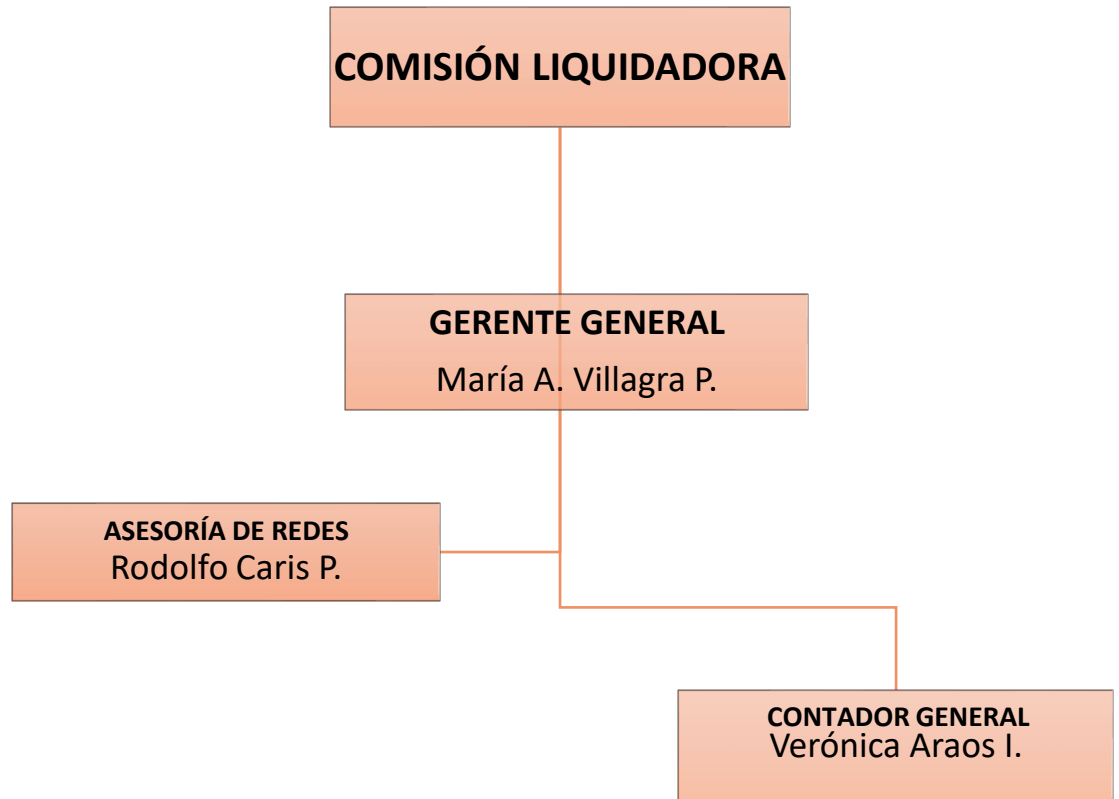 COMISIÓN LIQUIDADORA
GERENTE GENERAL
María A. Villagra P.
ASESORÍA DE REDES
Rodolfo Caris P.
CONTADOR GENERAL
Verónica Araos I.